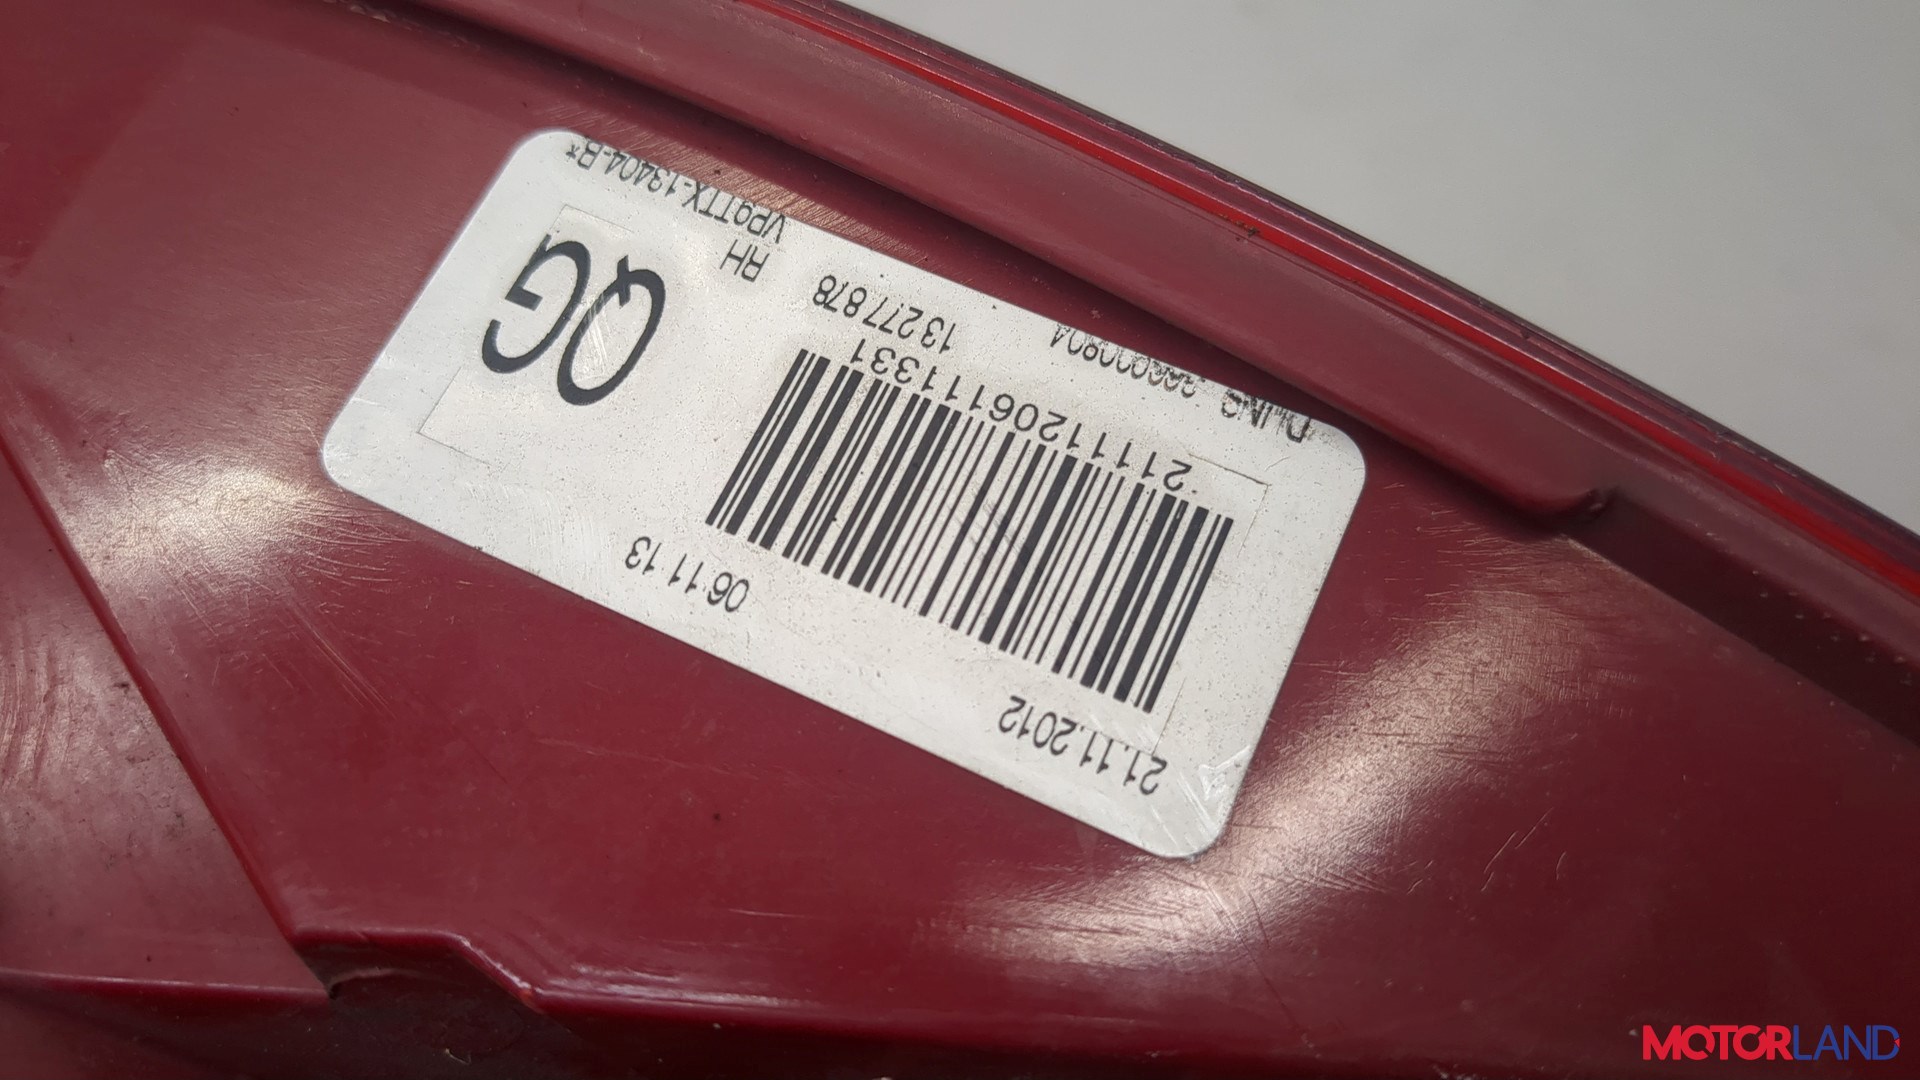 21.11.2012
06:11:13
21111206111331
13277878
RH
QG
VP9TTX-13404-B*
MOTORLAND